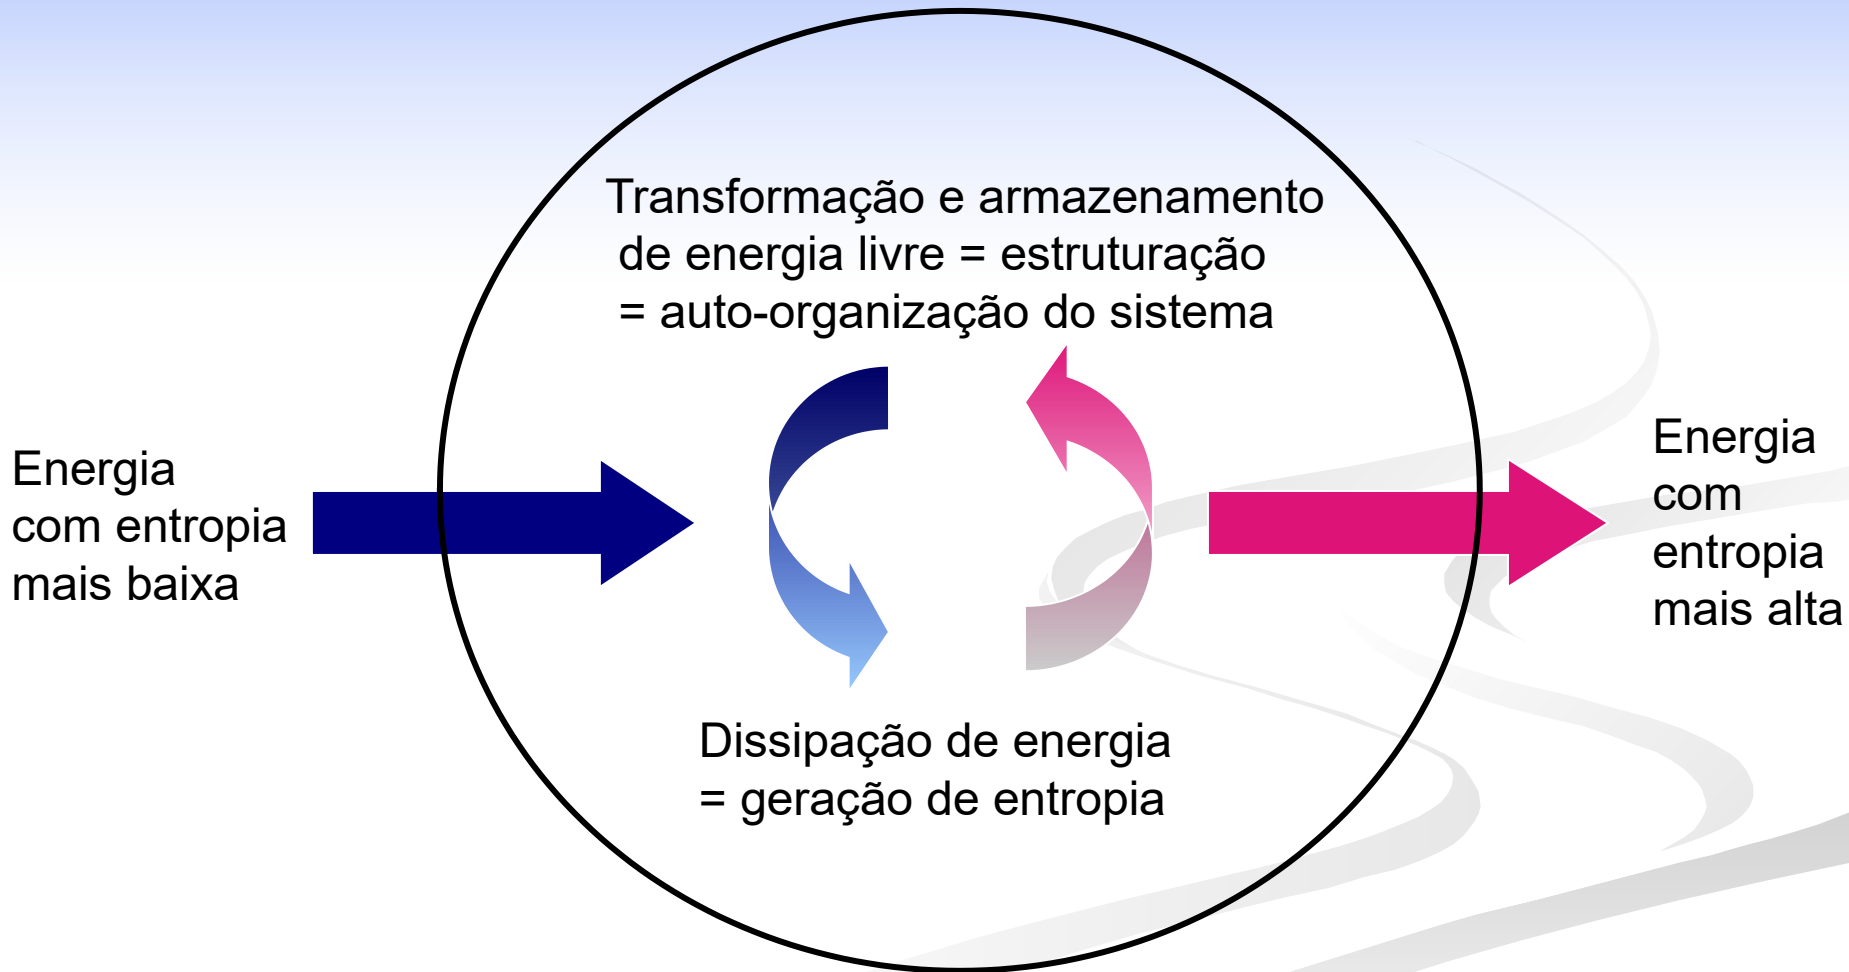 Transformação e armazenamento
de energia livre = estruturação
= auto-organização do sistema
Energia
com entropia
mais baixa
Energia
com
entropia
mais alta
Dissipação de energia
= geração de entropia